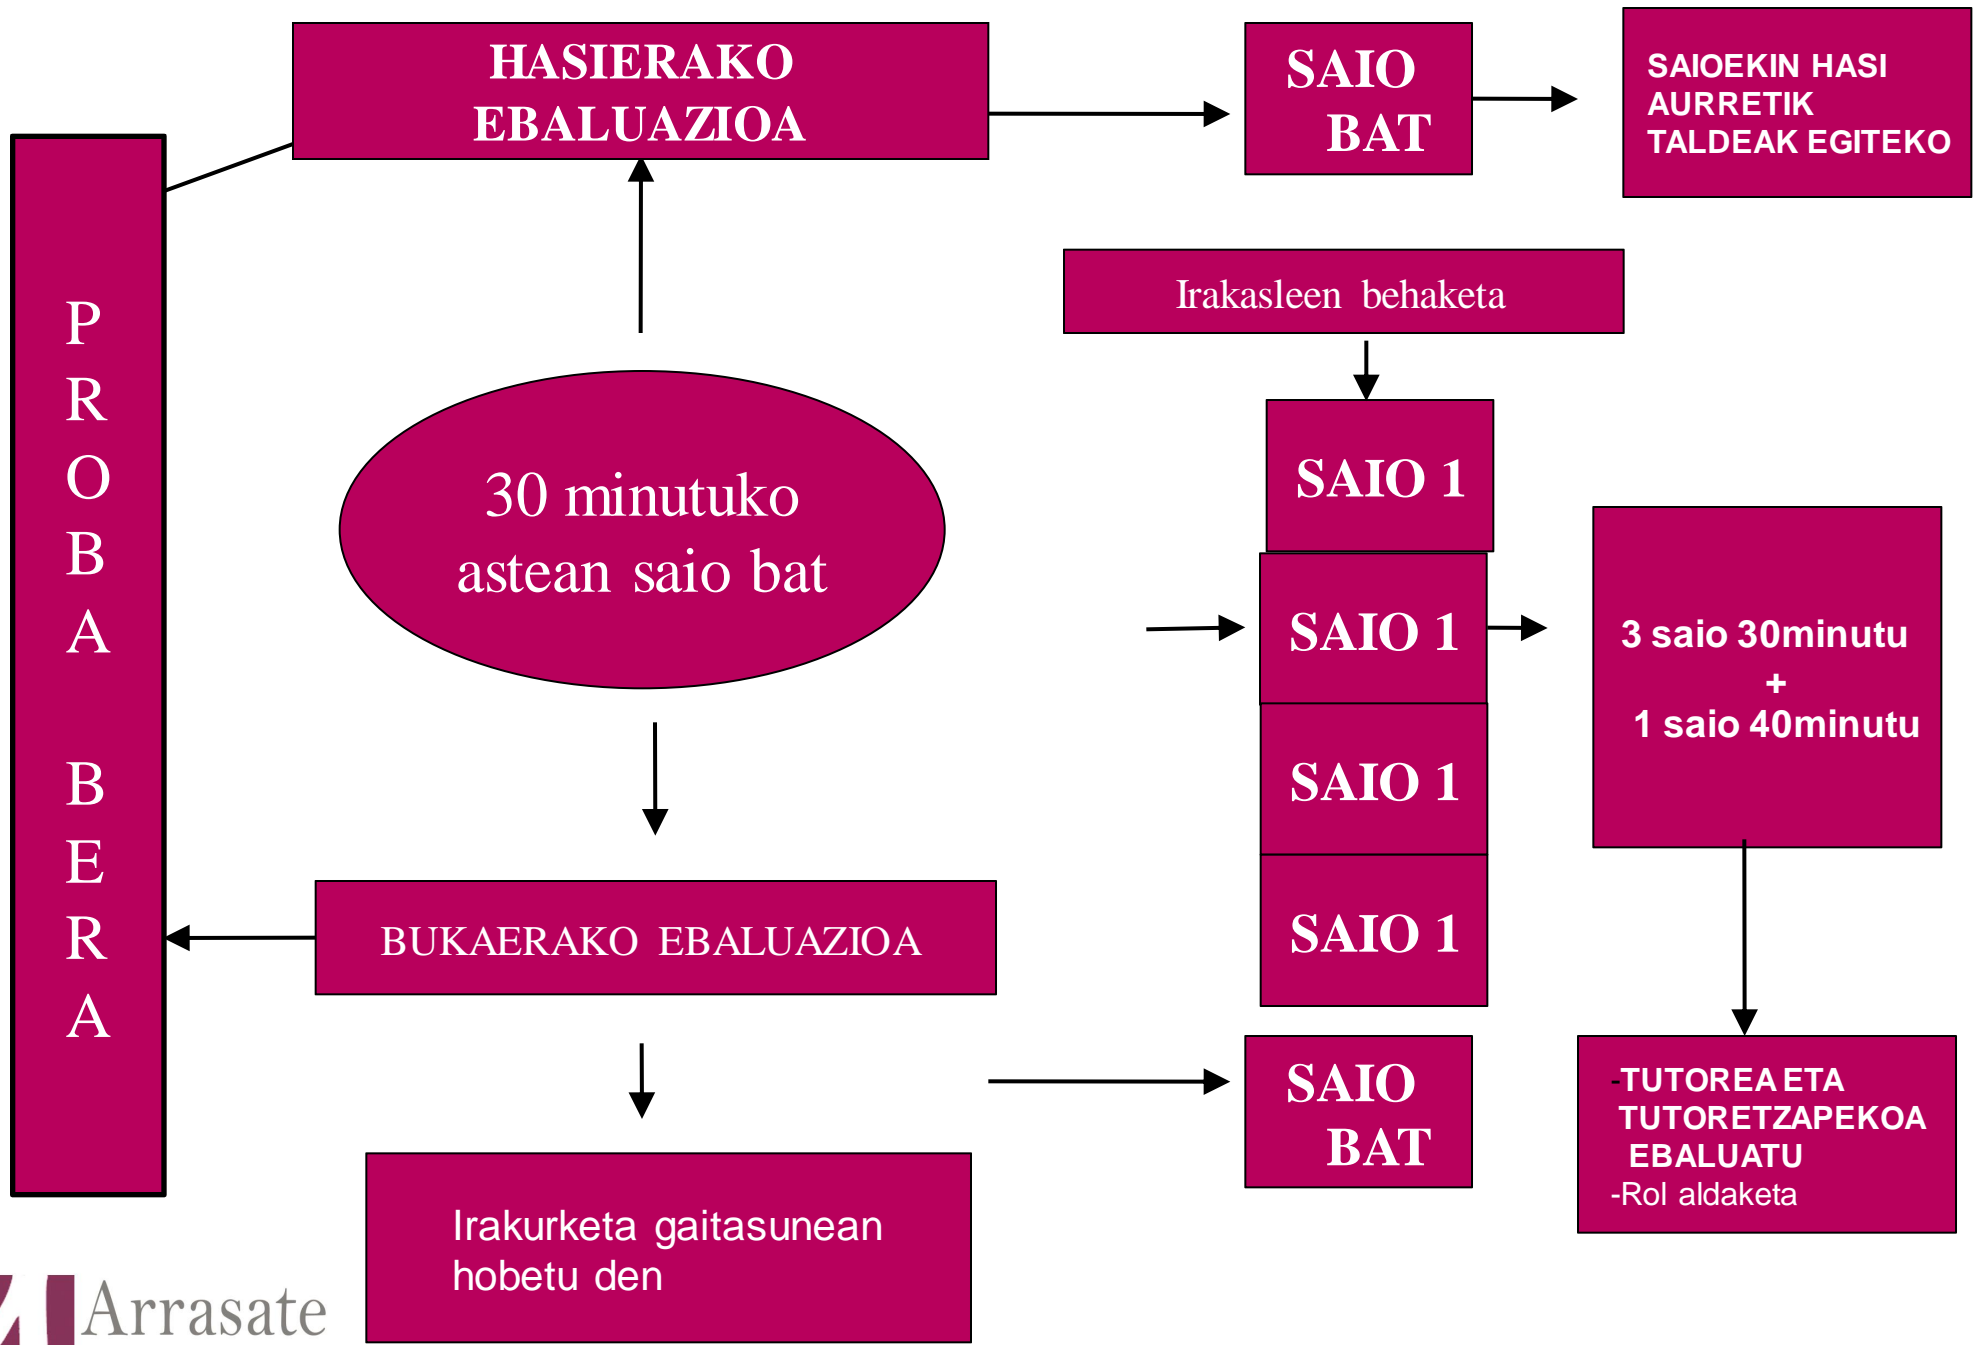 HASIERAKO
EBALUAZIOA
SAIO
BAT
SAIOEKIN HASI
AURRETIK
TALDEAK EGITEKO
P
R
O
B
A
B
E
R
A
Irakasleen behaketa
30 minutuko
astean saio bat
SAIO 1
SAIO 1
SAIO 1
SAIO 1
3 saio 30minutu
+
1 saio 40minutu
BUKAERAKO EBALUAZIOA
SAIO
BAT
-TUTOREA ETA
TUTORETZAPEKOA
EBALUATU
-Rol aldaketa
Irakurketa gaitasunean
hobetu den
Arrasate